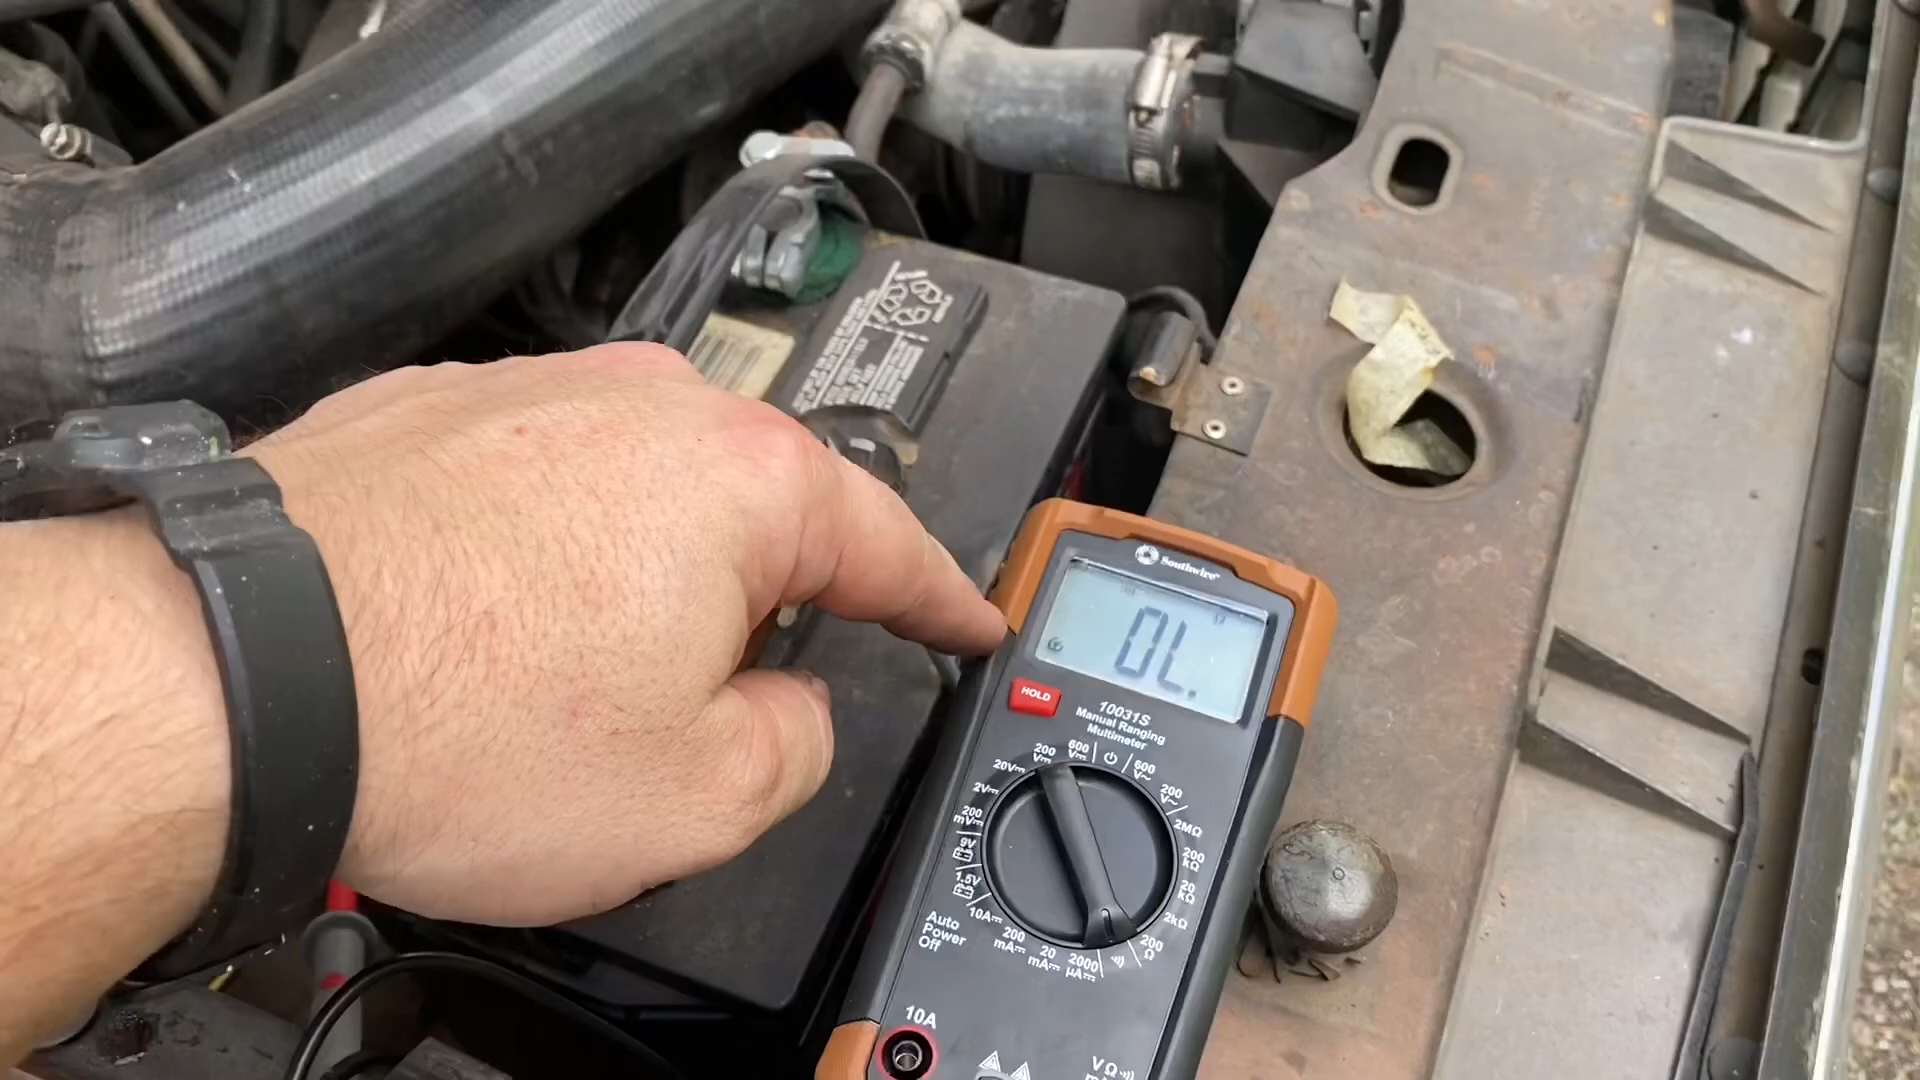 Southwire
OL.
HOLD
10031S
Manual Ranging
Multimeter
200
V⎓
600
V⎓
600
V~
20V⎓
200
V~
2V⎓
2MΩ
200
mV⎓
200
kΩ
9V
20
kΩ
1.5V
2kΩ
10A⎓
200
mA⎓
20
mA⎓
2000
µA⎓
200
Ω
Auto
Power
Off
10A
VΩ